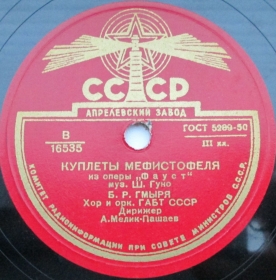 СССР
АПРЕЛЕВСКИЙ ЗАВОД
В
16535
ГОСТ 5289-50
III кл.
КУПЛЕТЫ МЕФИСТОФЕЛЯ
из оперы "Фауст"
муз. Ш. Гуно
Б. Р. ГМЫРЯ
Хор и орк. ГАБТ СССР
Дирижер
А.Мелик-Пашаев
КОМИТЕТ РАДИОИНФОРМАЦИИ ПРИ СОВЕТЕ МИНИСТРОВ С.С.С.Р.